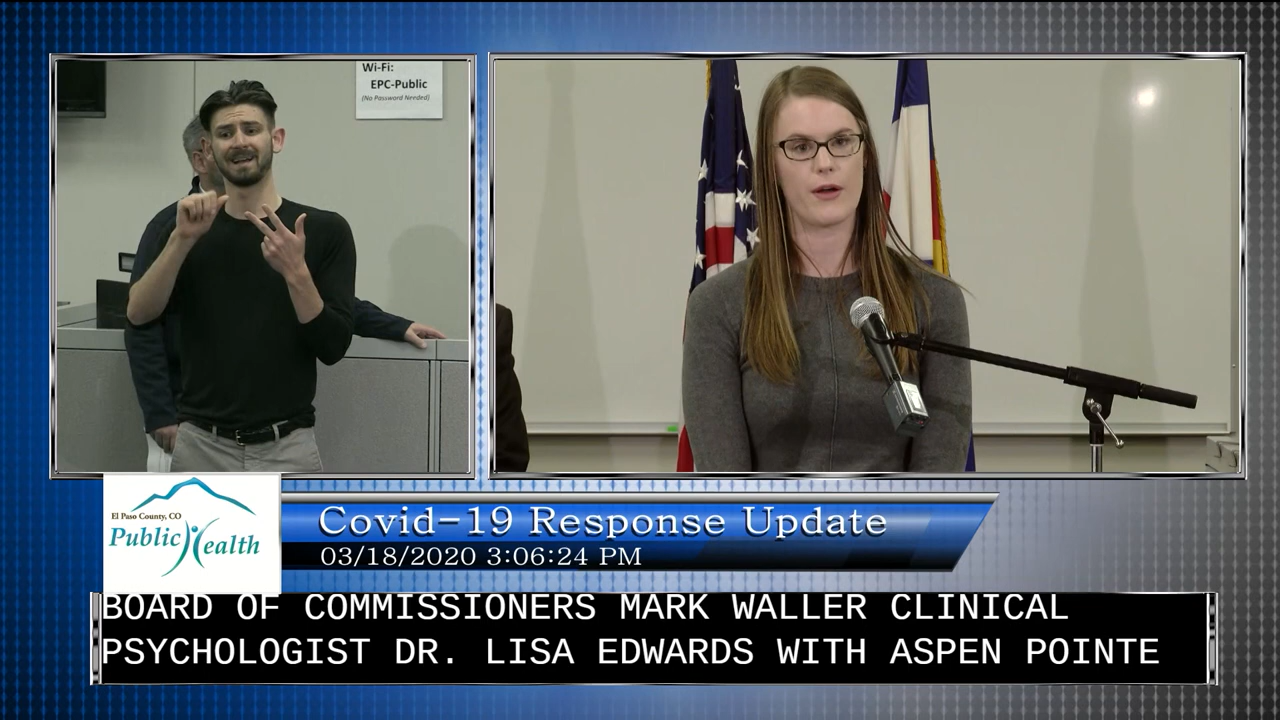 Wi-Fi:
EPC-Public
(No Password Needed)
El Paso County, CO
Public Health
Covid-19 Response Update
03/18/2020 3:06:24 PM
BOARD OF COMMISSIONERS MARK WALLER CLINICAL
PSYCHOLOGIST DR. LISA EDWARDS WITH ASPEN POINTE